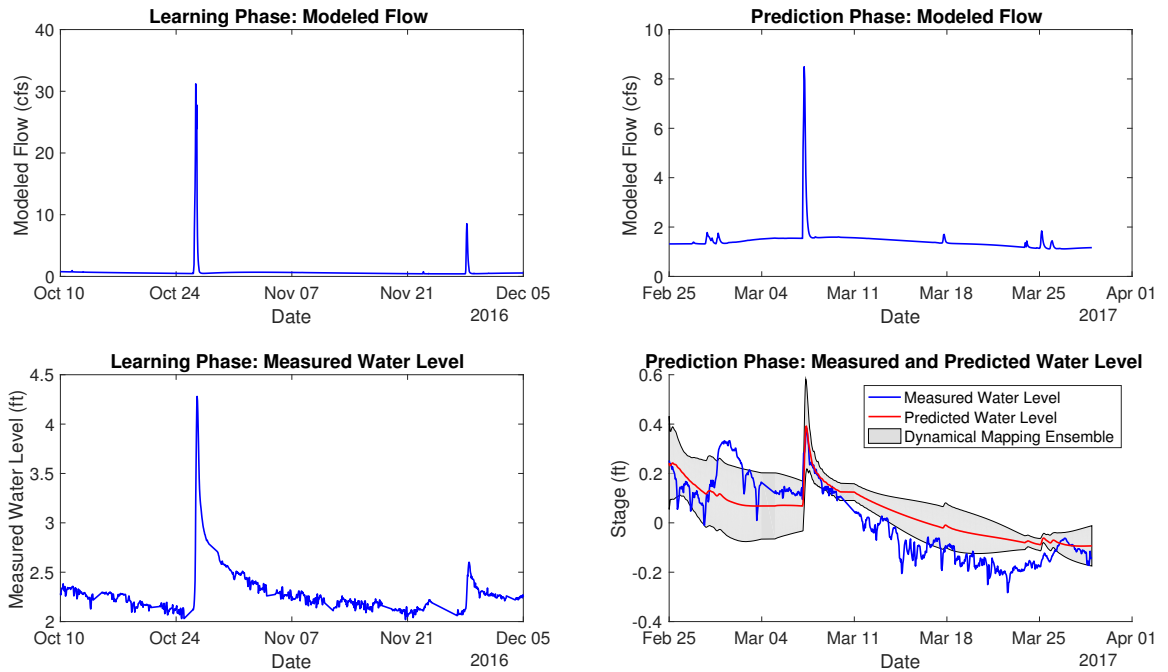 Learning Phase: Modeled Flow
Modeled Flow (cfs)
40
30
20
10
0
Oct 10
Oct 24
Nov 07
Nov 21
Dec 05
Date
2016
Prediction Phase: Modeled Flow
Modeled Flow (cfs)
10
8
6
4
2
0
Feb 25
Mar 04
Mar 11
Mar 18
Mar 25
Apr 01
Date
2017
Learning Phase: Measured Water Level
Measured Water Level (ft)
4.5
4
3.5
3
2.5
2
Oct 10
Oct 24
Nov 07
Nov 21
Dec 05
Date
2016
Prediction Phase: Measured and Predicted Water Level
Stage (ft)
0.6
0.4
0.2
0
-0.2
-0.4
Measured Water Level
Predicted Water Level
Dynamical Mapping Ensemble
Feb 25
Mar 04
Mar 11
Mar 18
Mar 25
Apr 01
Date
2017